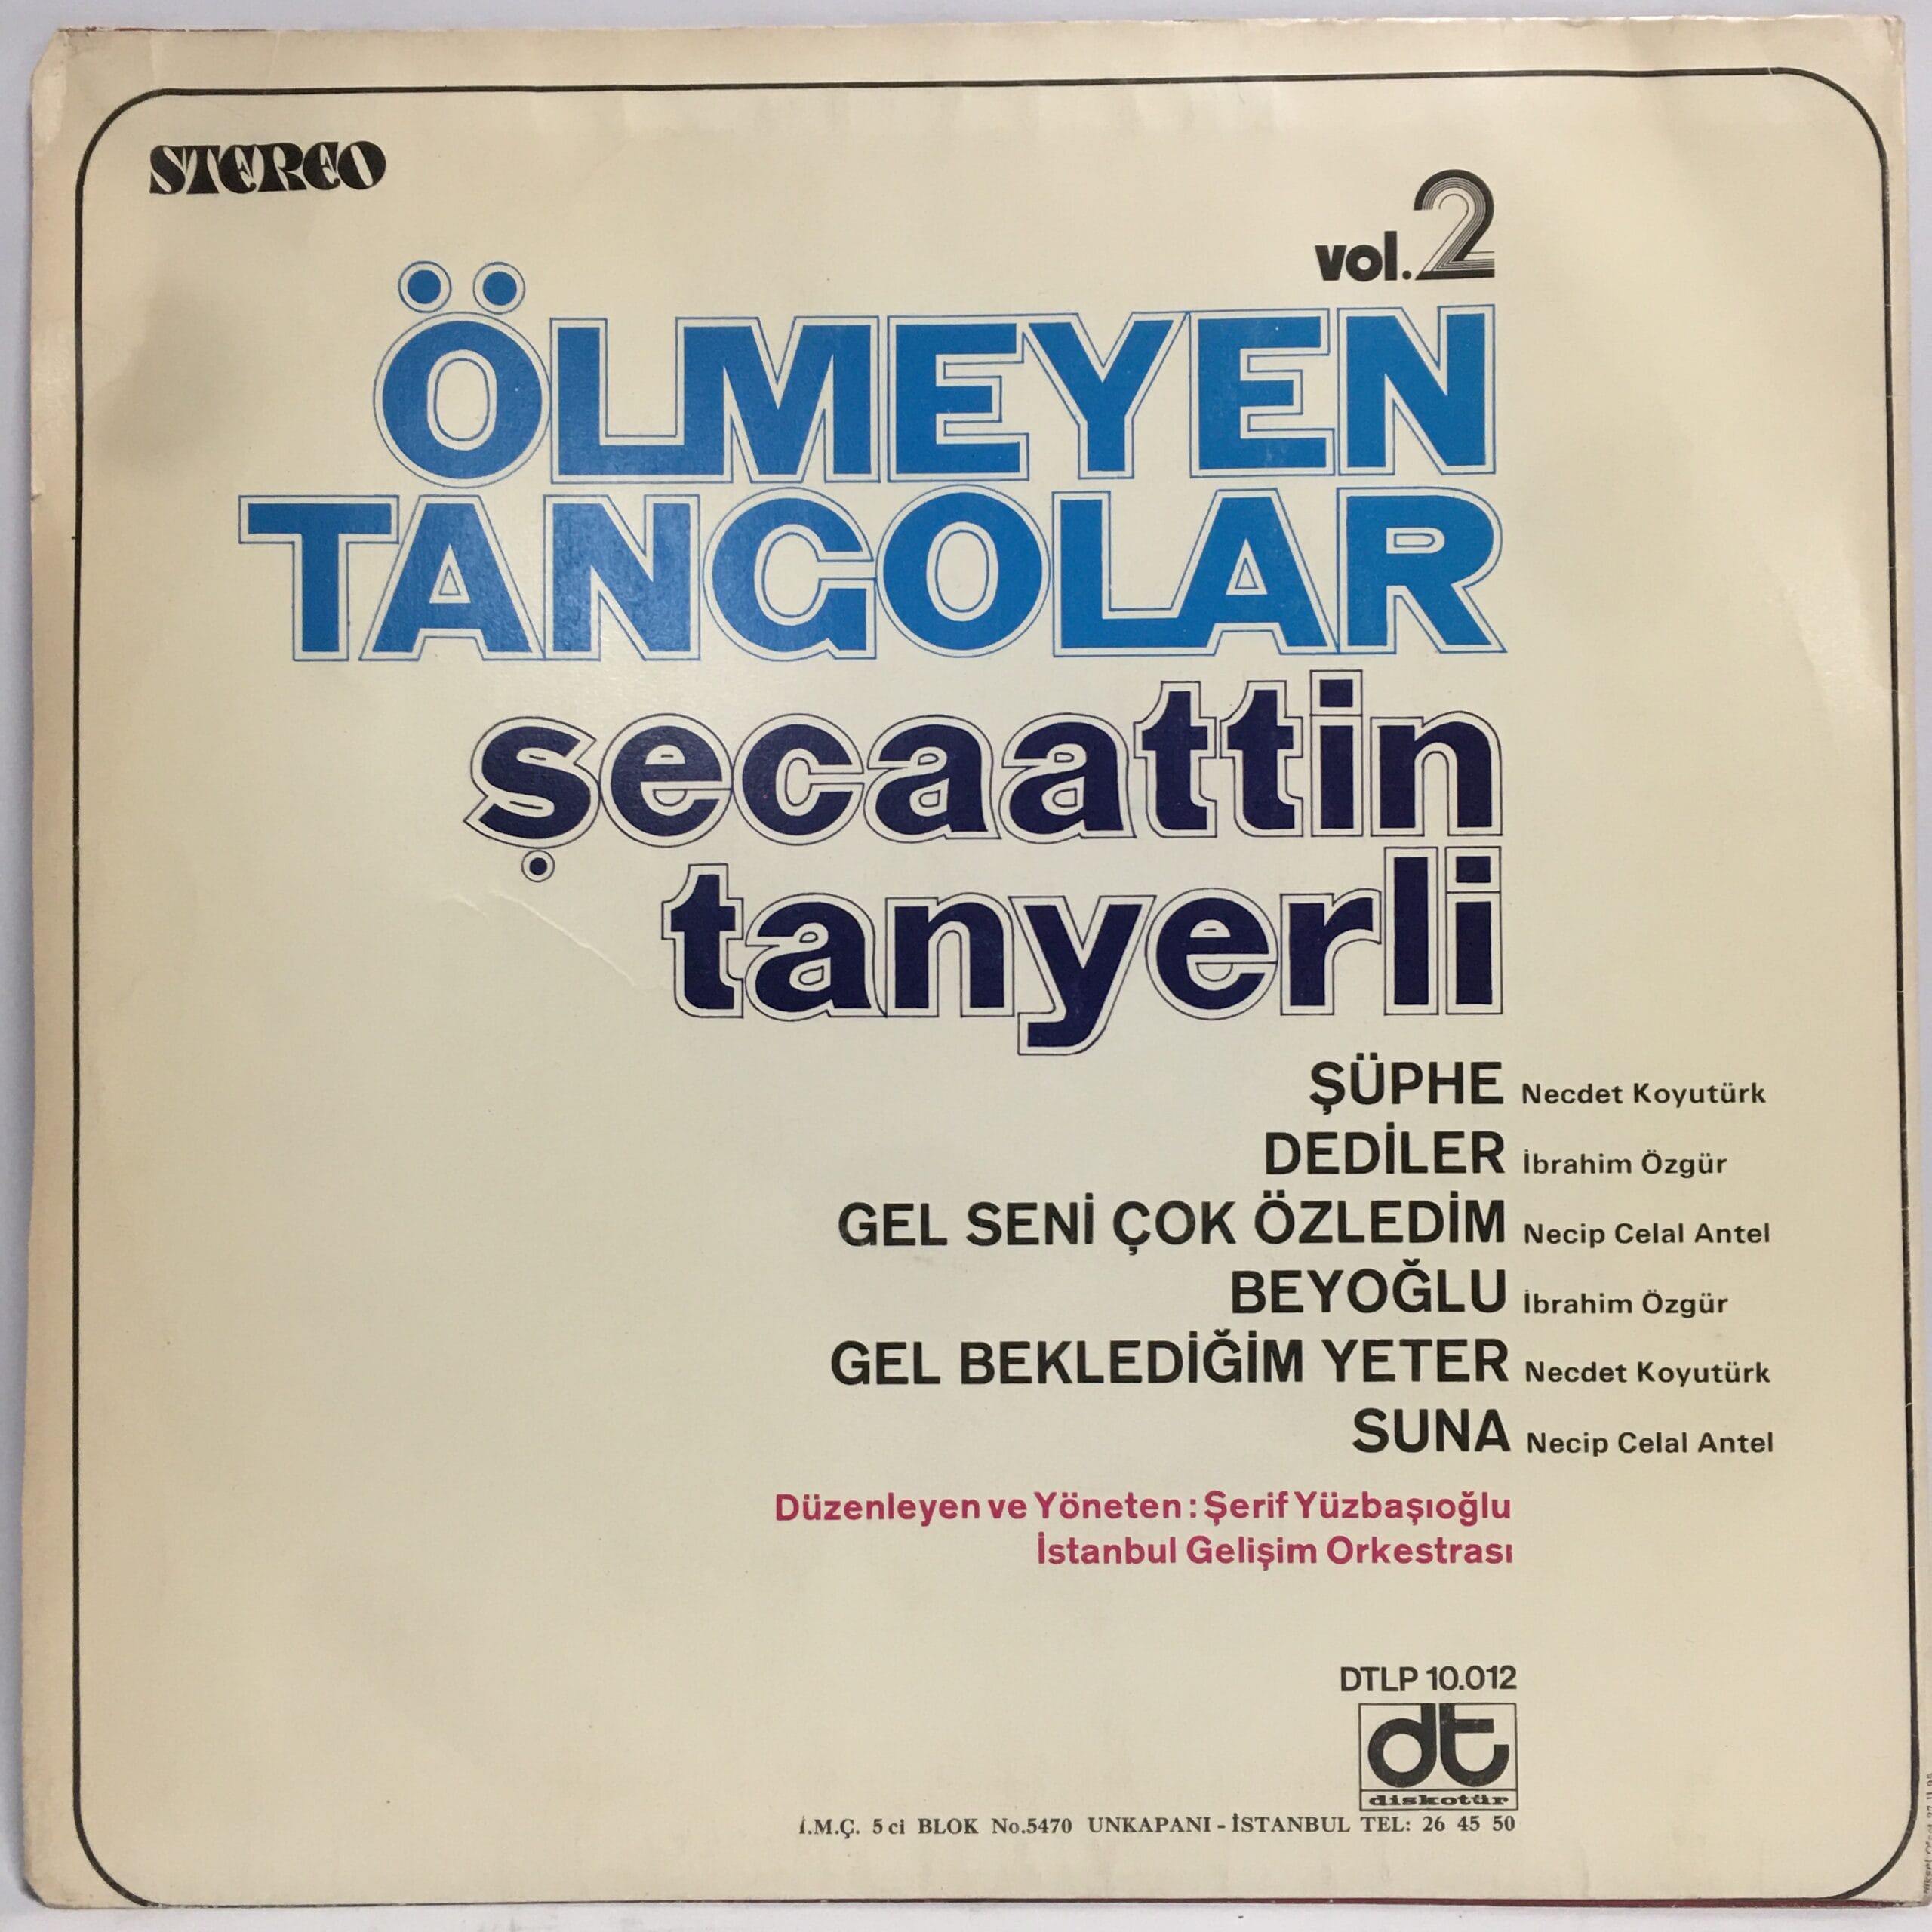 STEREO
vol.2
ÖLMEYEN
TANGOLAR
şecaattin
tanyerli
ŞÜPHE Necdet Koyutürk
DEDİLER İbrahim Özgür
GEL SENİ ÇOK ÖZLEDİM Necip Celal Antel
BEYOĞLU İbrahim Özgür
GEL BEKLEDİĞİM YETER Necdet Koyutürk
SUNA Necip Celal Antel
Düzenleyen ve Yöneten : Şerif Yüzbaşıoğlu
İstanbul Gelişim Orkestrası
DTLP 10.012
dt
diskotür
İ.M.Ç. 5 ci BLOK No.5470 UNKAPANI - İSTANBUL TEL: 26 45 50